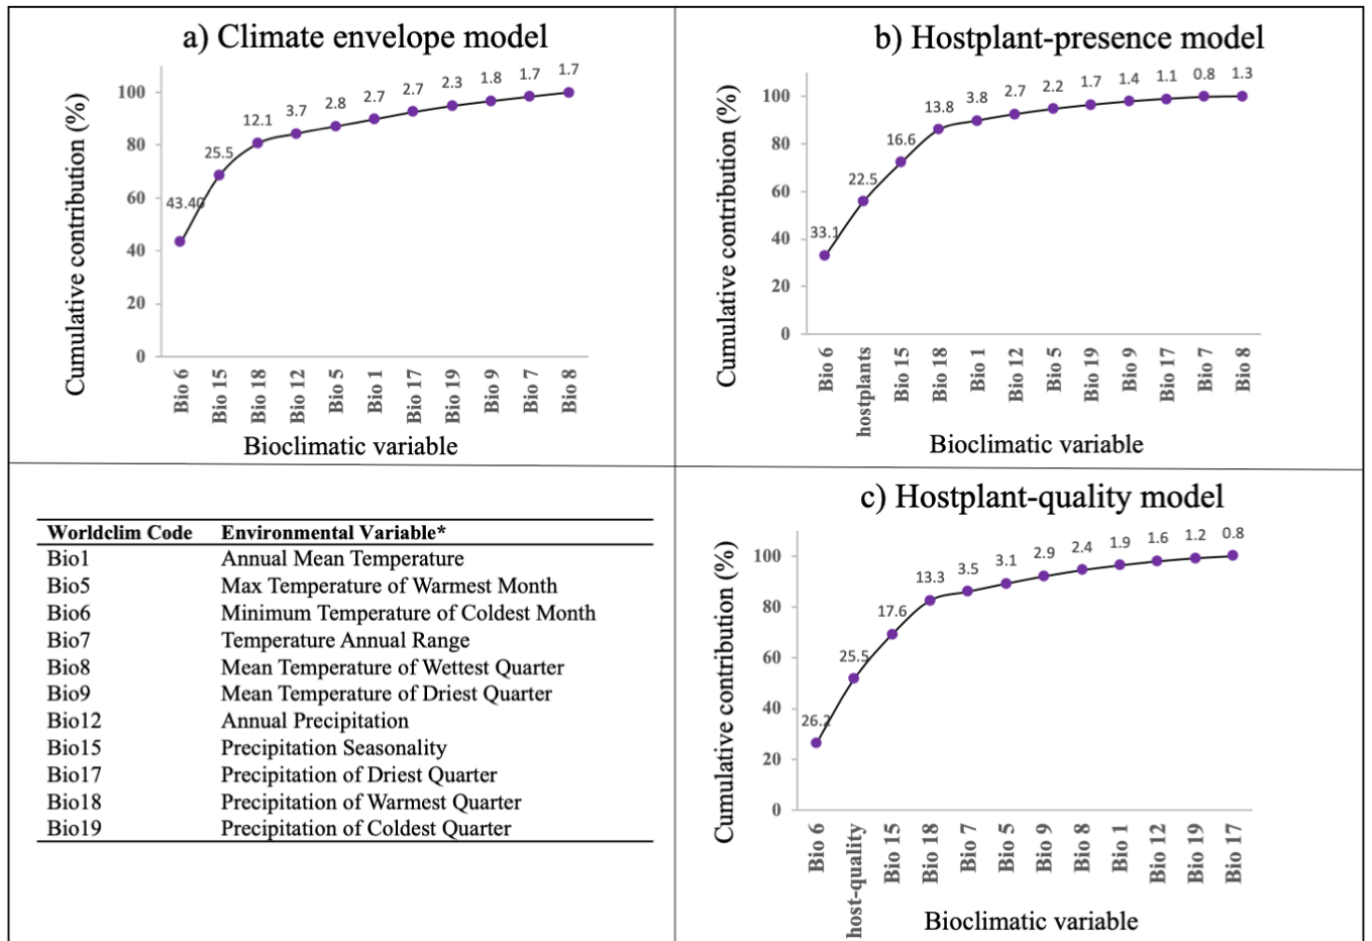 a) Climate envelope model
Cumulative contribution (%)
100
80
60
40
20
0
43.40
25.5
12.1
3.7
2.8
2.7
2.7
2.3
1.8
1.7
1.7
Bio 6
Bio 15
Bio 18
Bio 12
Bio 5
Bio 1
Bio 17
Bio 19
Bio 9
Bio 7
Bio 8
Bioclimatic variable
b) Hostplant-presence model
Cumulative contribution (%)
100
80
60
40
20
0
33.1
22.5
16.6
13.8
3.8
2.7
2.2
1.7
1.4
1.1
0.8
1.3
Bio 6
hostplants
Bio 15
Bio 18
Bio 1
Bio 12
Bio 5
Bio 19
Bio 9
Bio 17
Bio 7
Bio 8
Bioclimatic variable
Worldclim Code Environmental Variable*
Bio1 Annual Mean Temperature
Bio5 Max Temperature of Warmest Month
Bio6 Minimum Temperature of Coldest Month
Bio7 Temperature Annual Range
Bio8 Mean Temperature of Wettest Quarter
Bio9 Mean Temperature of Driest Quarter
Bio12 Annual Precipitation
Bio15 Precipitation Seasonality
Bio17 Precipitation of Driest Quarter
Bio18 Precipitation of Warmest Quarter
Bio19 Precipitation of Coldest Quarter
c) Hostplant-quality model
Cumulative contribution (%)
100
80
60
40
20
0
26.2
25.5
17.6
13.3
3.5
3.1
2.9
2.4
1.9
1.6
1.2
0.8
Bio 6
host-quality
Bio 15
Bio 18
Bio 7
Bio 5
Bio 9
Bio 8
Bio 1
Bio 12
Bio 19
Bio 17
Bioclimatic variable